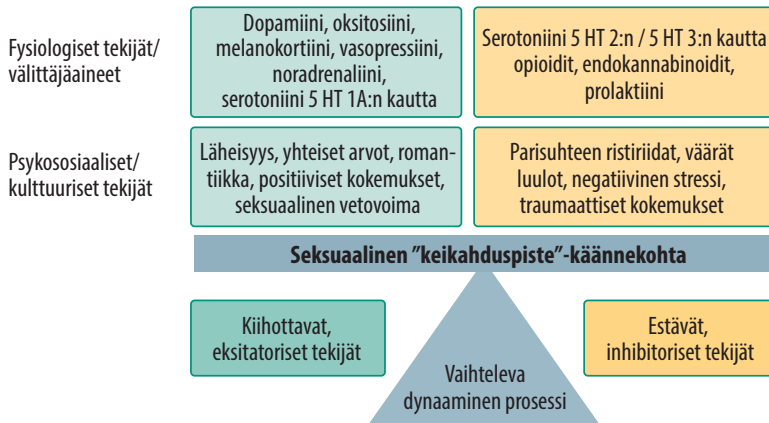 Fysiologiset tekijät/
välittäjäaineet
Dopamiini, oksitosiini,
melanokortiini, vasopressiini,
noradrenaliini,
serotoniini 5 HT 1A:n kautta
Serotoniini 5 HT 2:n / 5 HT 3:n kautta
opioidit, endokannabinoidit,
prolaktiini
Psykososiaaliset/
kulttuuriset tekijät
Läheisyys, yhteiset arvot, roman-
tiikka, positiiviset kokemukset,
seksuaalinen vetovoima
Parisuhteen ristiriidat, väärät
luulot, negatiivinen stressi,
traumaattiset kokemukset
Seksuaalinen ”keikahduspiste”-käännekohta
Kiihottavat,
eksitatoriset tekijät
Estävät,
inhibitoriset tekijät
Vaihteleva
dynaaminen prosessi